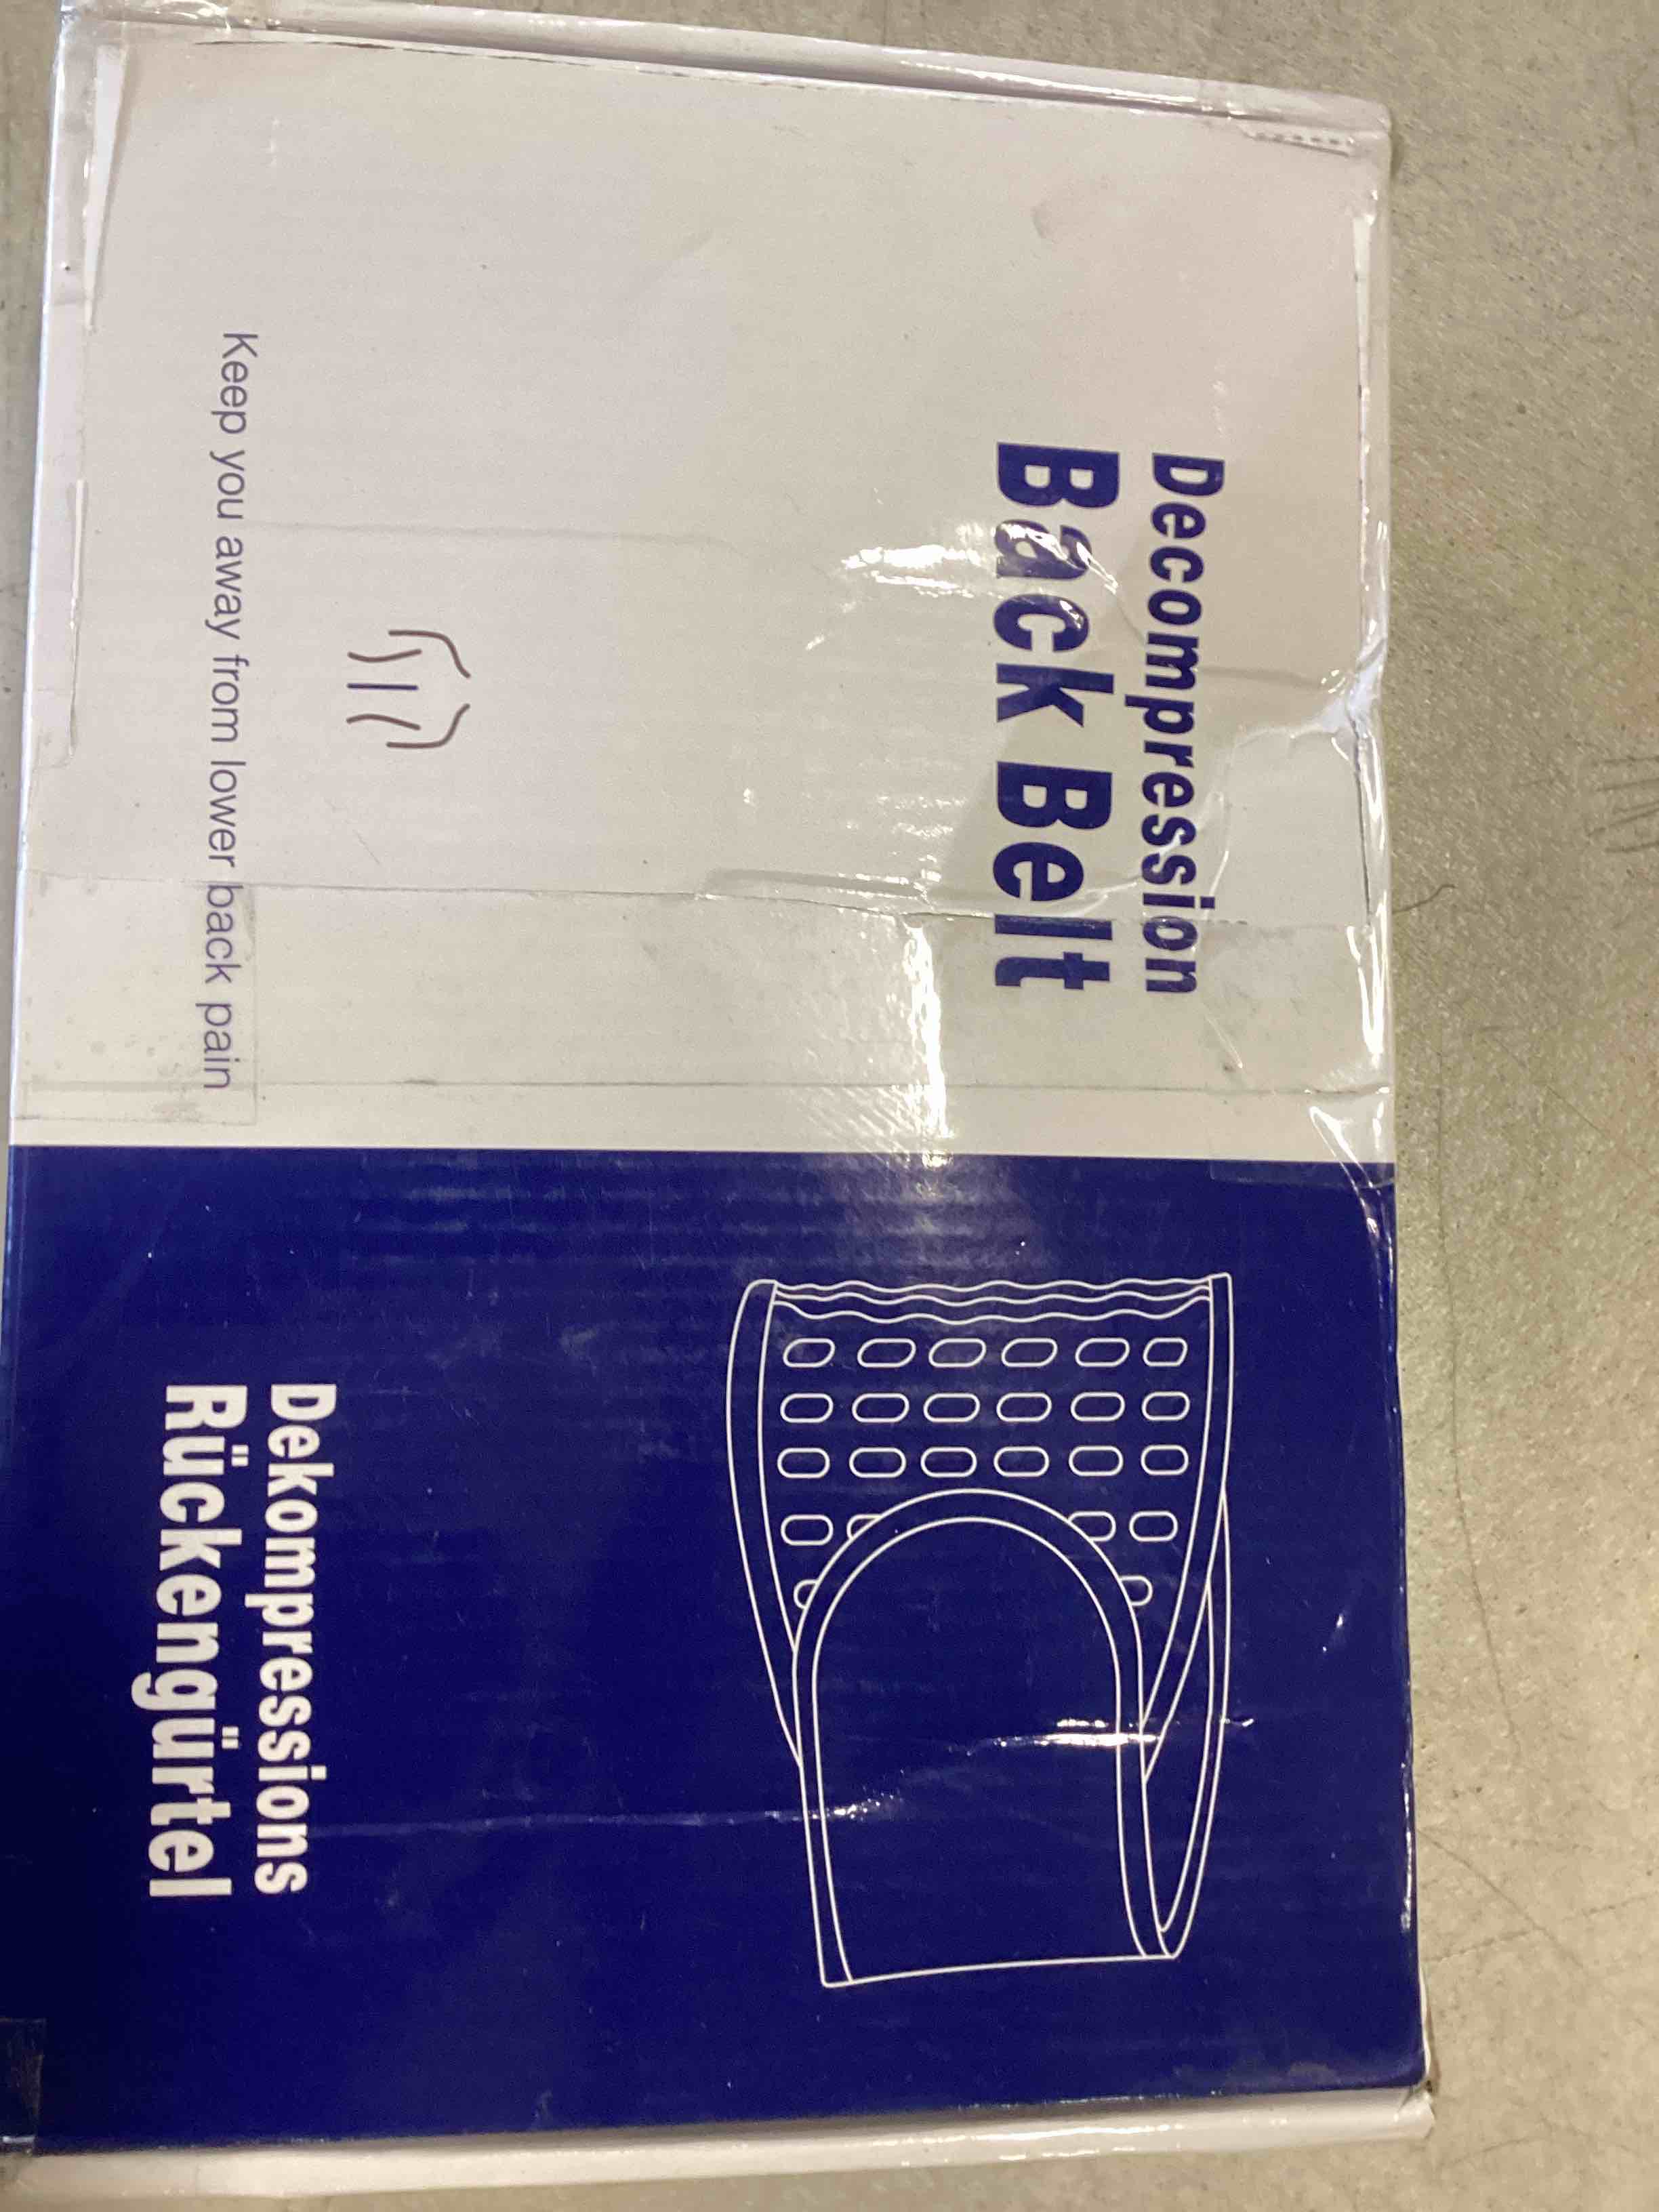 Decompression
Back Belt
Keep you away from lower back pain
Dekompressions
Rückengürtel